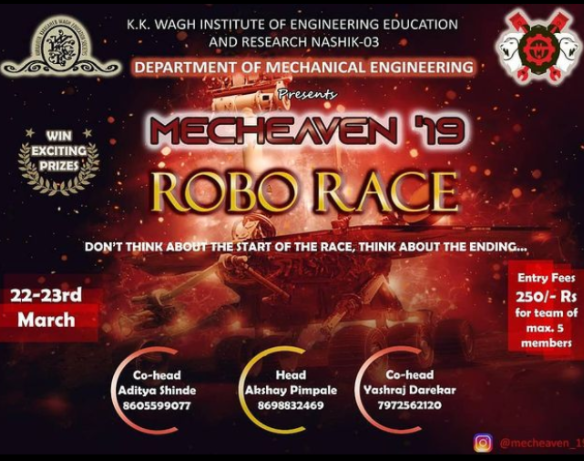 K.K. WAGH INSTITUTE OF ENGINEERING EDUCATION
AND RESEARCH NASHIK-03
DEPARTMENT OF MECHANICAL ENGINEERING
Presents
MECHEAVEN '19
WIN
EXCITING
PRIZES
ROBO RACE
DON'T THINK ABOUT THE START OF THE RACE, THINK ABOUT THE ENDING...
22-23rd
March
Entry Fees
250/- Rs
for team of
max. 5
members
Co-head
Aditya Shinde
8605599077
Head
Akshay Pimpale
8698832469
Co-head
Yashraj Darekar
7972562120
@mecheaven_19